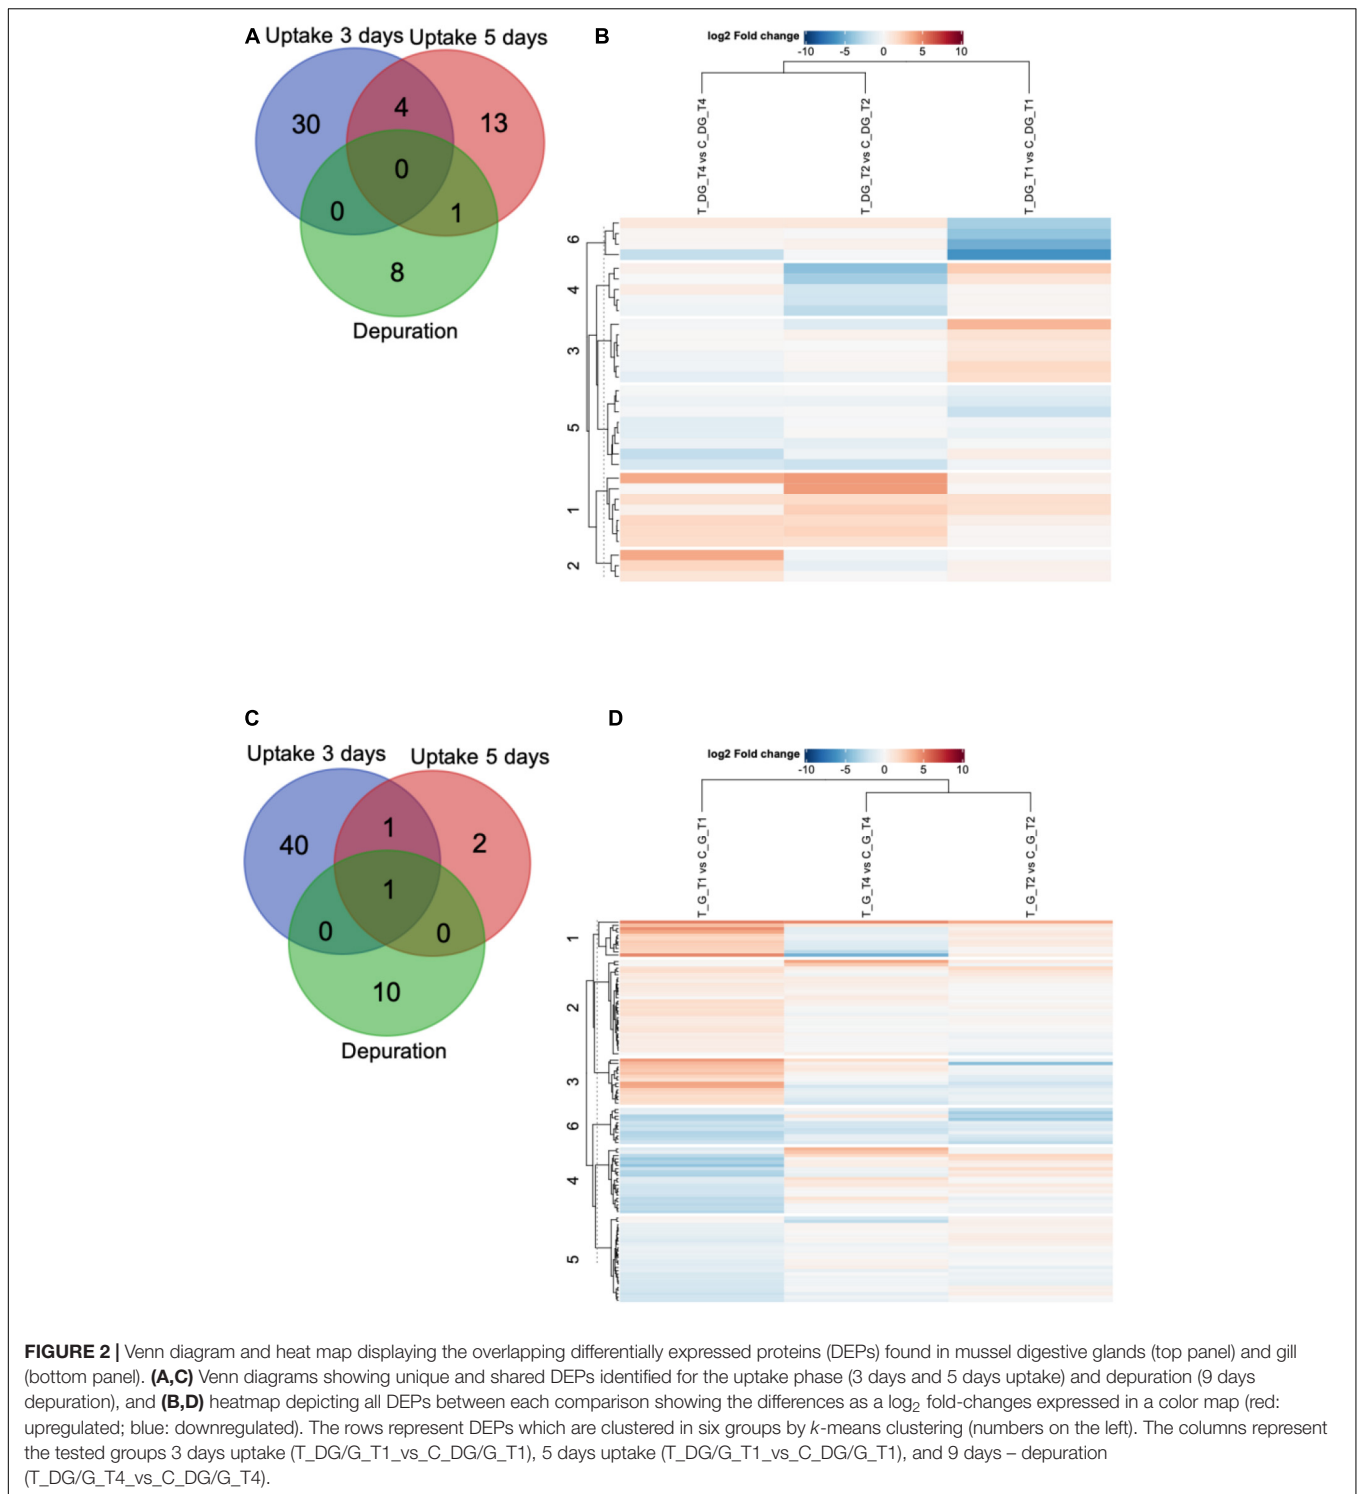 A Uptake 3 days Uptake 5 days
30
4
13
0
0
1
8
Depuration
B
log2 Fold change
-10 -5 0 5 10
T_DG_T4 vs C_DG_T4
T_DG_T2 vs C_DG_T2
T_DG_T1 vs C_DG_T1
6
4
3
5
1
2
C
Uptake 3 days Uptake 5 days
40
1
2
1
0
0
10
Depuration
D
log2 Fold change
-10 -5 0 5 10
T_G_T1 vs C_G_T1
T_G_T4 vs C_G_T4
T_G_T2 vs C_G_T2
1
2
3
6
4
5
FIGURE 2 | Venn diagram and heat map displaying the overlapping differentially expressed proteins (DEPs) found in mussel digestive glands (top panel) and gill
(bottom panel). (A,C) Venn diagrams showing unique and shared DEPs identified for the uptake phase (3 days and 5 days uptake) and depuration (9 days
depuration), and (B,D) heatmap depicting all DEPs between each comparison showing the differences as a log2 fold-changes expressed in a color map (red:
upregulated; blue: downregulated). The rows represent DEPs which are clustered in six groups by k-means clustering (numbers on the left). The columns represent
the tested groups 3 days uptake (T_DG/G_T1_vs_C_DG/G_T1), 5 days uptake (T_DG/G_T1_vs_C_DG/G_T1), and 9 days – depuration
(T_DG/G_T4_vs_C_DG/G_T4).